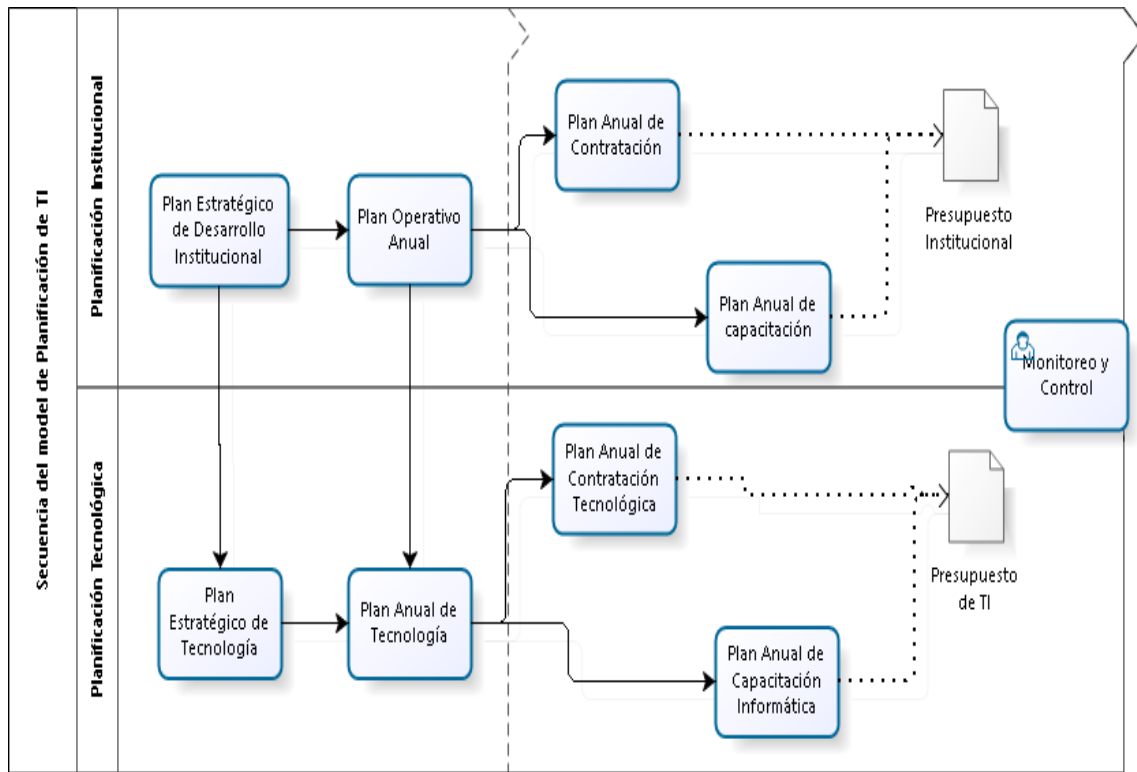 Secuencia del model de Planificación de TI
Planificación Institucional
Plan Estratégico
de Desarrollo
Institucional
Plan Operativo
Anual
Plan Anual de
Contratación
Plan Anual de
capacitación
Presupuesto
Institucional
Monitoreo y
Control
Planificación Tecnológica
Plan
Estratégico de
Tecnología
Plan Anual de
Tecnología
Plan Anual de
Contratación
Tecnológica
Plan Anual de
Capacitación
Informática
Presupuesto
de TI